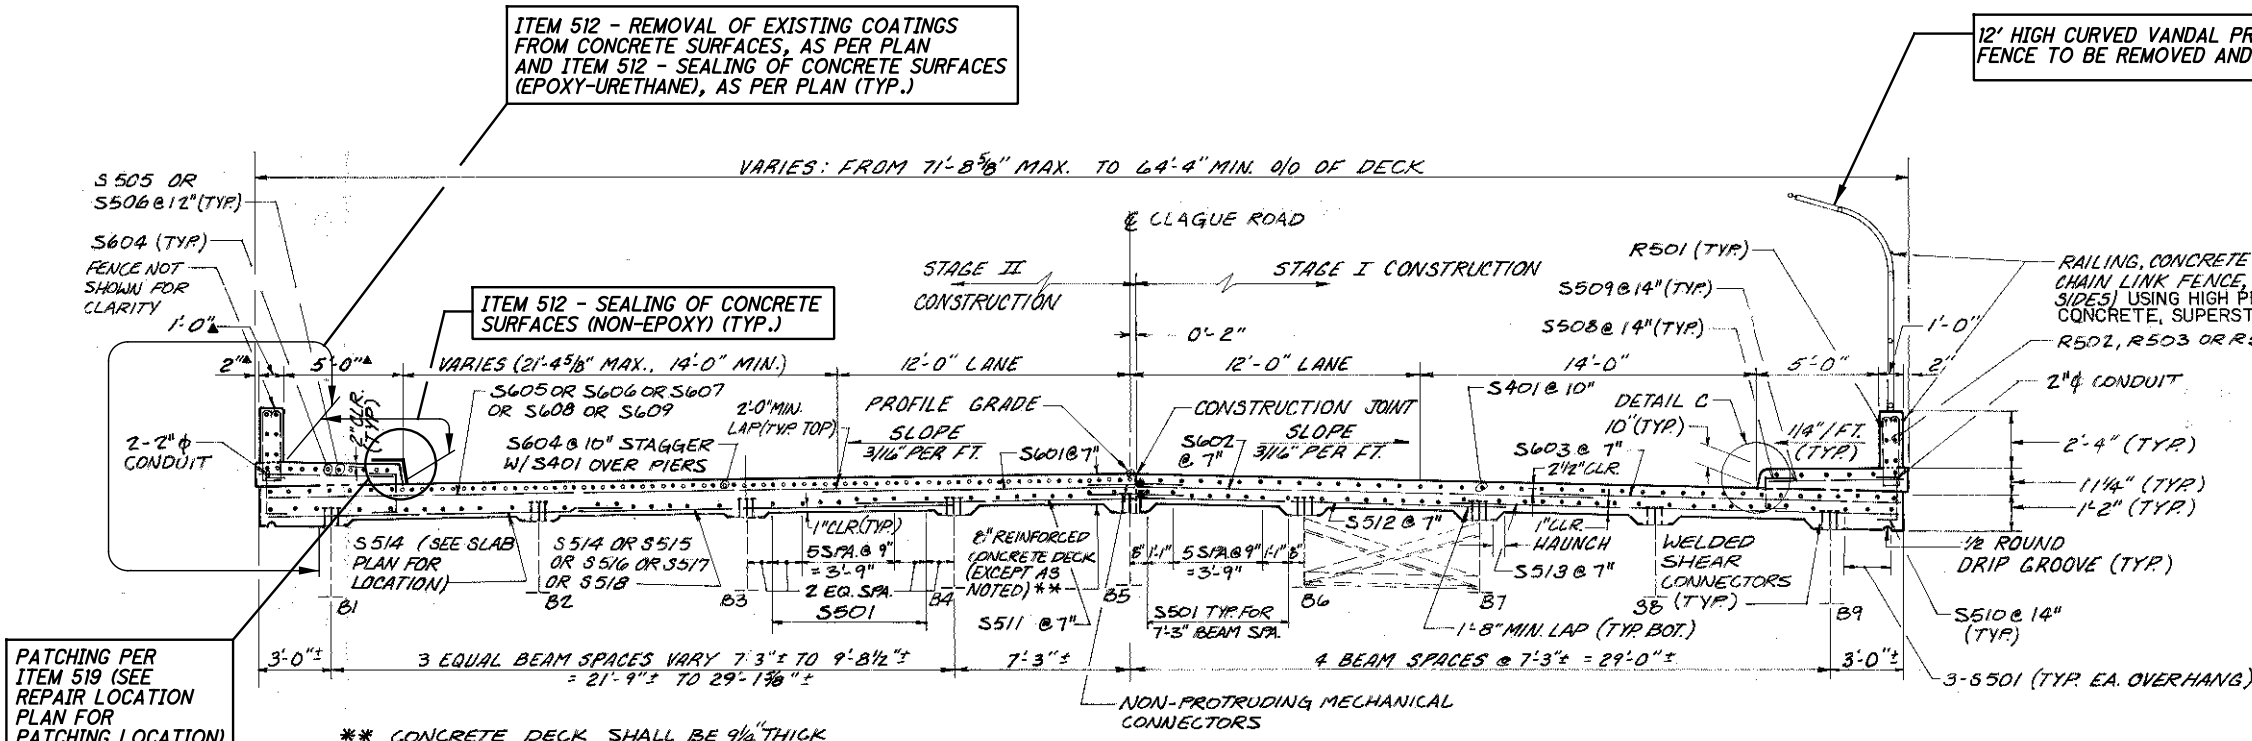 ITEM 512 - REMOVAL OF EXISTING COATINGS
FROM CONCRETE SURFACES, AS PER PLAN
AND ITEM 512 - SEALING OF CONCRETE SURFACES
(EPOXY-URETHANE), AS PER PLAN (TYP.)
12' HIGH CURVED VANDAL PR
FENCE TO BE REMOVED AND
VARIES: FROM 71'-8 5/8" MAX. TO 64'-4" MIN. O/O OF DECK
S505 OR
S506 @ 12" (TYP.)
℄ CLAGUE ROAD
S604 (TYP.)
FENCE NOT
SHOWN FOR
CLARITY
STAGE II
CONSTRUCTION
STAGE I CONSTRUCTION
R501 (TYP.)
S509 @ 14" (TYP.)
S508 @ 14" (TYP.)
RAILING, CONCRETE
CHAIN LINK FENCE,
SIDES) USING HIGH P
CONCRETE, SUPERST
ITEM 512 - SEALING OF CONCRETE
SURFACES (NON-EPOXY) (TYP.)
1'-0"▲
0'-2"
1'-0"
R502, R503 OR R
2"▲
5'-0"▲
VARIES (21'-4 5/8" MAX., 14'-0" MIN.)
12'-0" LANE
12'-0" LANE
14'-0"
5'-0"
2"
2"ϕ CONDUIT
S605 OR S606 OR S607
OR S608 OR S609
2" CLR.
(TYP.)
2'-0" MIN.
LAP (TYP. TOP)
PROFILE GRADE
CONSTRUCTION JOINT
S401 @ 10"
DETAIL C
10" (TYP.)
1/4"/FT.
(TYP.)
2-2"ϕ
CONDUIT
S604 @ 10" STAGGER
W/S401 OVER PIERS
SLOPE
3/16" PER FT.
S601 @ 7"
S602
@ 7"
SLOPE
3/16" PER FT.
S603 @ 7"
2 1/2" CLR.
2'-4" (TYP.)
11 1/4" (TYP.)
1'-2" (TYP.)
S514 (SEE SLAB
PLAN FOR
LOCATION)
S514 OR S515
OR S516 OR S517
OR S518
1" CLR. (TYP.)
5 SPA. @ 9"
= 3'-9"
2 EQ. SPA.
S501
8" REINFORCED
CONCRETE DECK
(EXCEPT AS
NOTED) **
S511 @ 7"
8"
1'-1"
5 SPA @ 9"
= 3'-9"
1'-1"
8"
S501 TYP. FOR
7'-3" BEAM SPA.
S512 @ 7"
1" CLR.
HAUNCH
S513 @ 7"
WELDED
SHEAR
CONNECTORS
(TYP.)
1/2 ROUND
DRIP GROOVE (TYP.)
B1
B2
B3
B4
B5
B6
B7
B8
B9
1'-8" MIN. LAP (TYP. BOT.)
S510 @ 14"
(TYP.)
3'-0"±
3 EQUAL BEAM SPACES VARY 7'-3"± TO 9'-8 1/2"±
= 21'-9"± TO 29'-1 3/8"±
7'-3"±
4 BEAM SPACES @ 7'-3"± = 29'-0"±
3'-0"±
3-S501 (TYP. EA. OVERHANG)
NON-PROTRUDING MECHANICAL
CONNECTORS
PATCHING PER
ITEM 519 (SEE
REPAIR LOCATION
PLAN FOR
PATCHING LOCATION)
** CONCRETE DECK SHALL BE 9 1/4" THICK